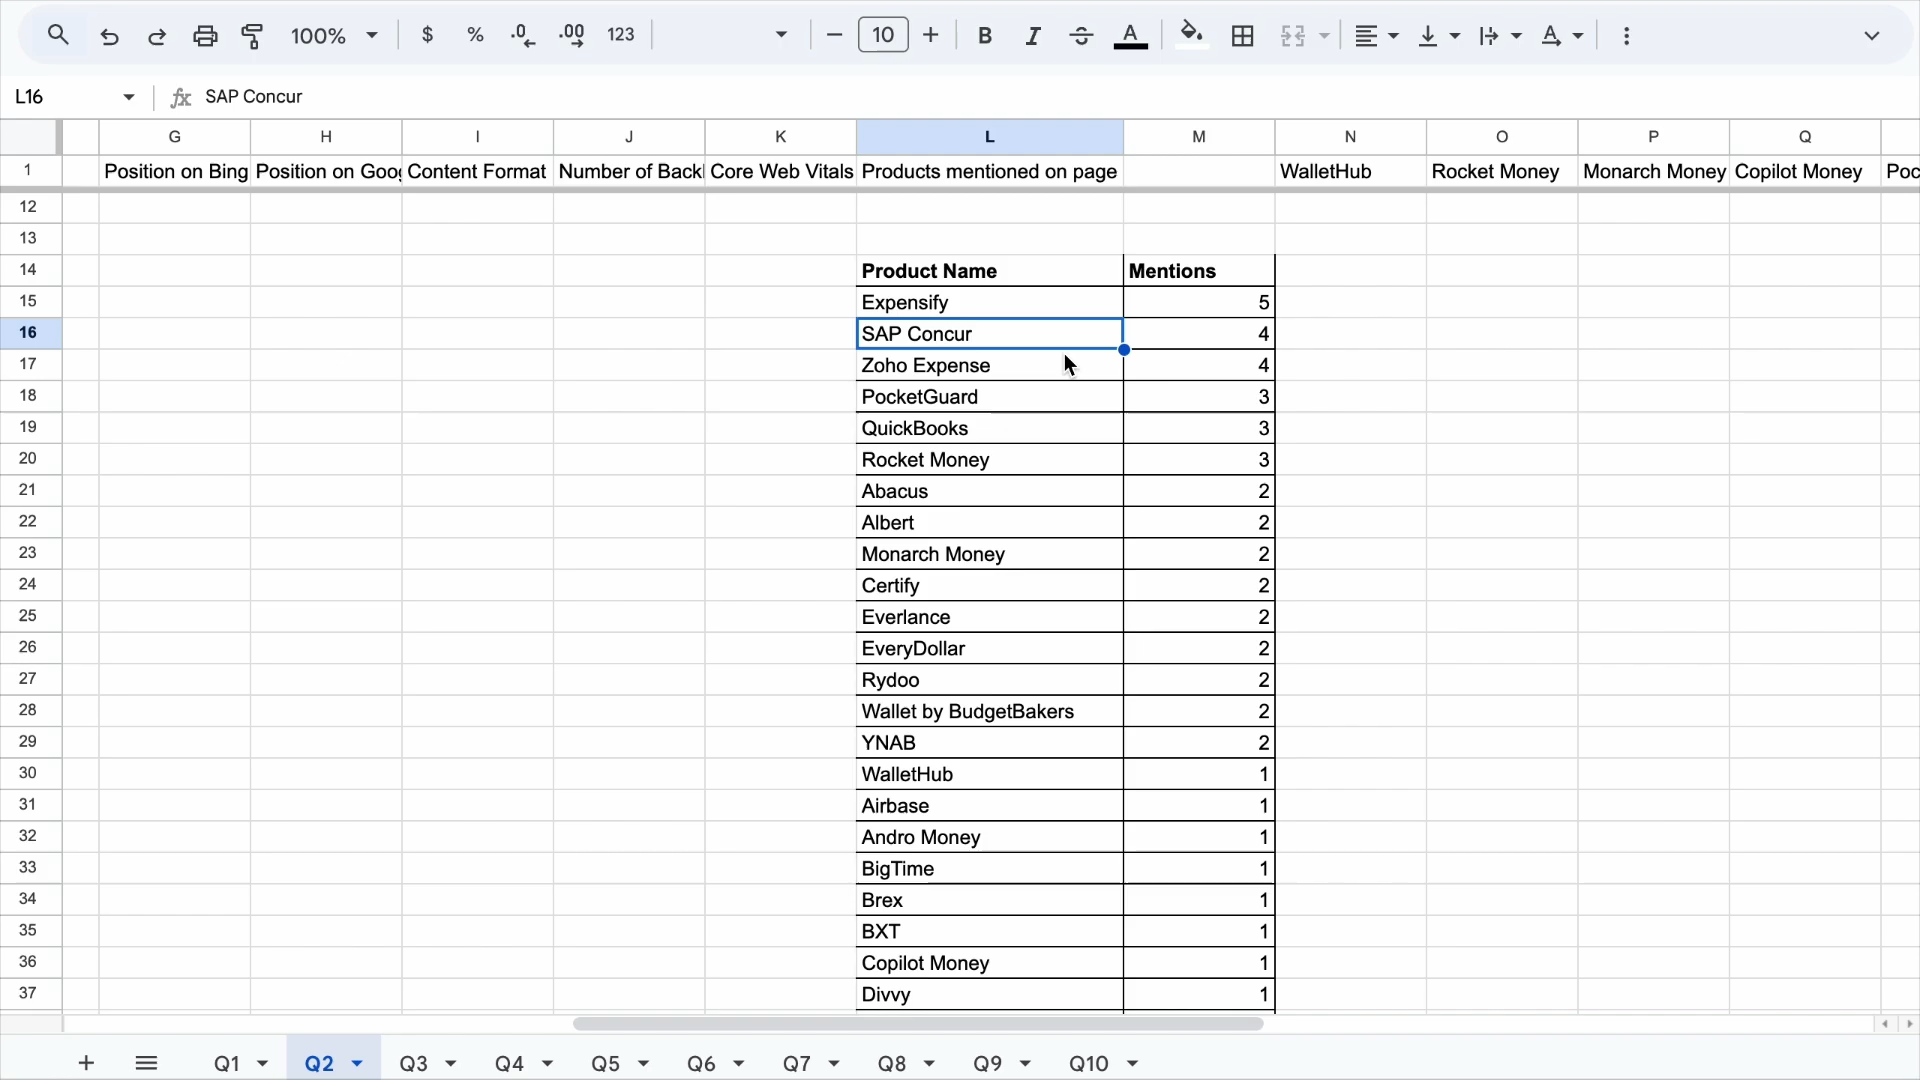 100% $ % .0 .00 123 10 B I S A A
L16 fx SAP Concur
G H I J K L M N O P Q
1 Position on Bing Position on Goog Content Format Number of Backl Core Web Vitals Products mentioned on page WalletHub Rocket Money Monarch Money Copilot Money Poc
12
13
14 Product Name Mentions
15 Expensify 5
16 SAP Concur 4
17 Zoho Expense 4
18 PocketGuard 3
19 QuickBooks 3
20 Rocket Money 3
21 Abacus 2
22 Albert 2
23 Monarch Money 2
24 Certify 2
25 Everlance 2
26 EveryDollar 2
27 Rydoo 2
28 Wallet by BudgetBakers 2
29 YNAB 2
30 WalletHub 1
31 Airbase 1
32 Andro Money 1
33 BigTime 1
34 Brex 1
35 BXT 1
36 Copilot Money 1
37 Divvy 1
+ Q1 Q2 Q3 Q4 Q5 Q6 Q7 Q8 Q9 Q10